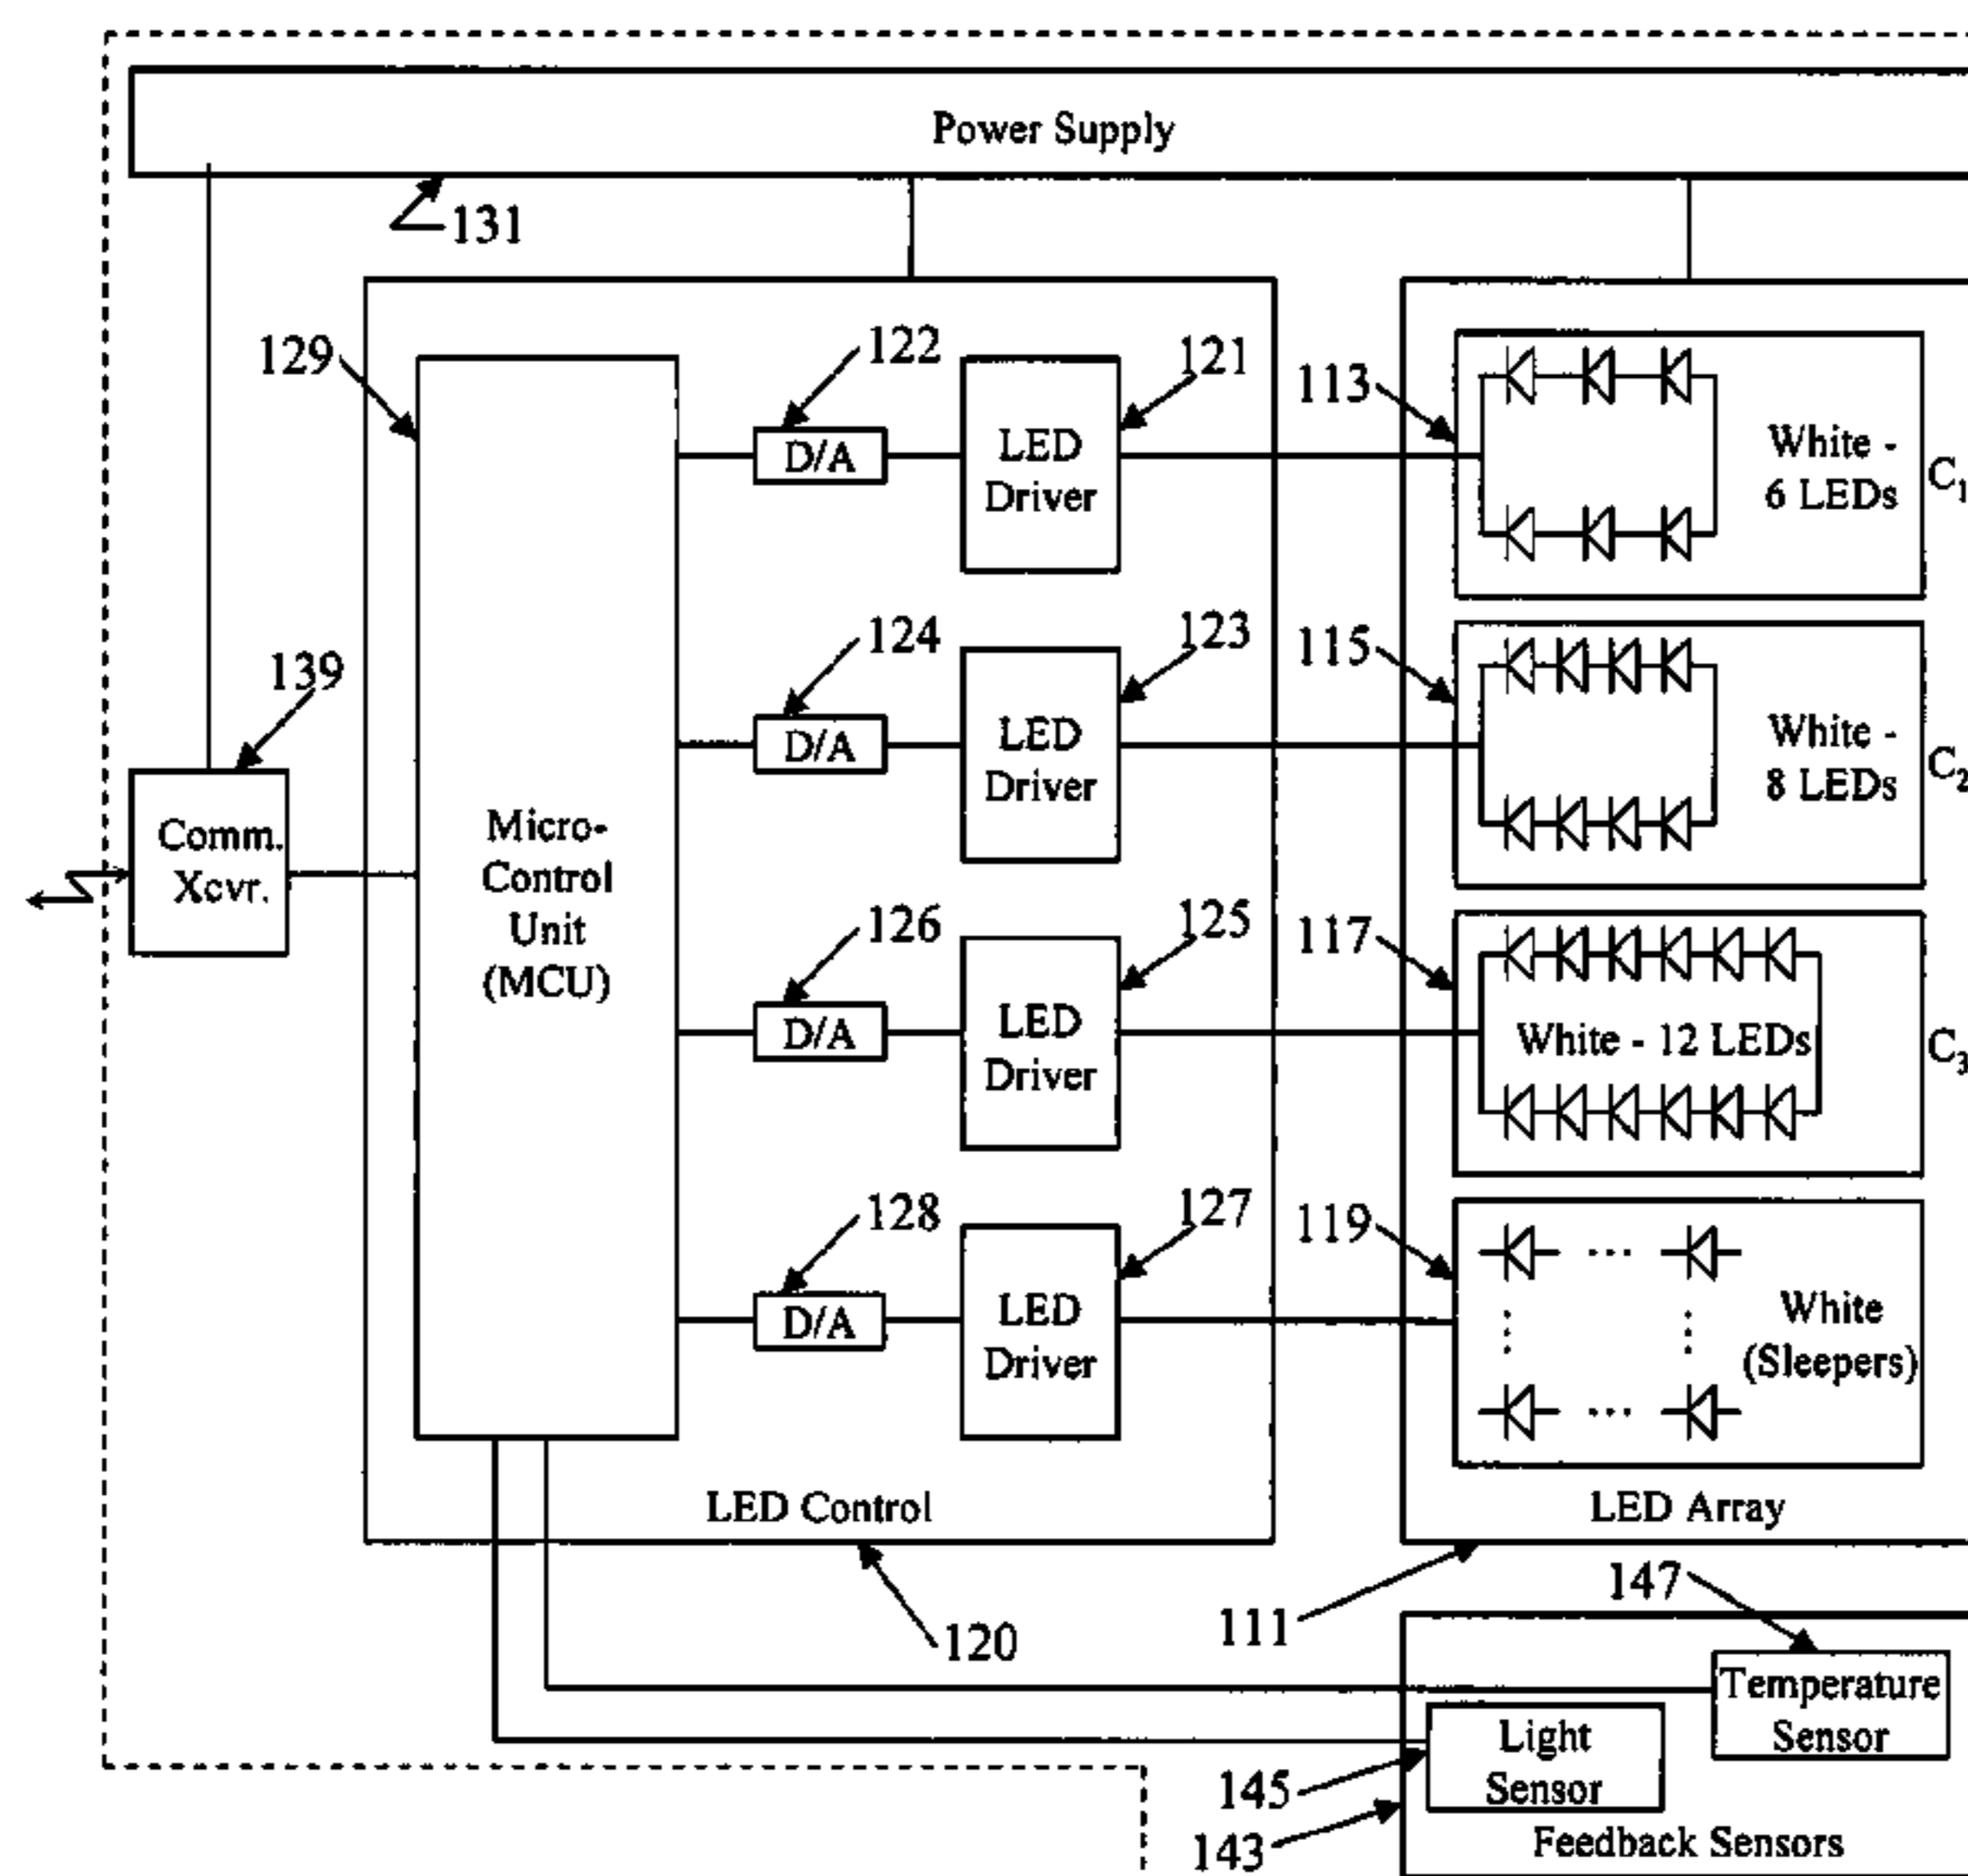 Power Supply
131
129
122
121
113
D/A
LED
Driver
White -
6 LEDs
C1
139
124
123
115
D/A
LED
Driver
White -
8 LEDs
C2
Comm.
Xcvr.
Micro-
Control
Unit
(MCU)
126
125
117
D/A
LED
Driver
White - 12 LEDs
C3
128
127
119
D/A
LED
Driver
White
(Sleepers)
LED Control
LED Array
120
111
147
Temperature
Sensor
Light
Sensor
145
143
Feedback Sensors